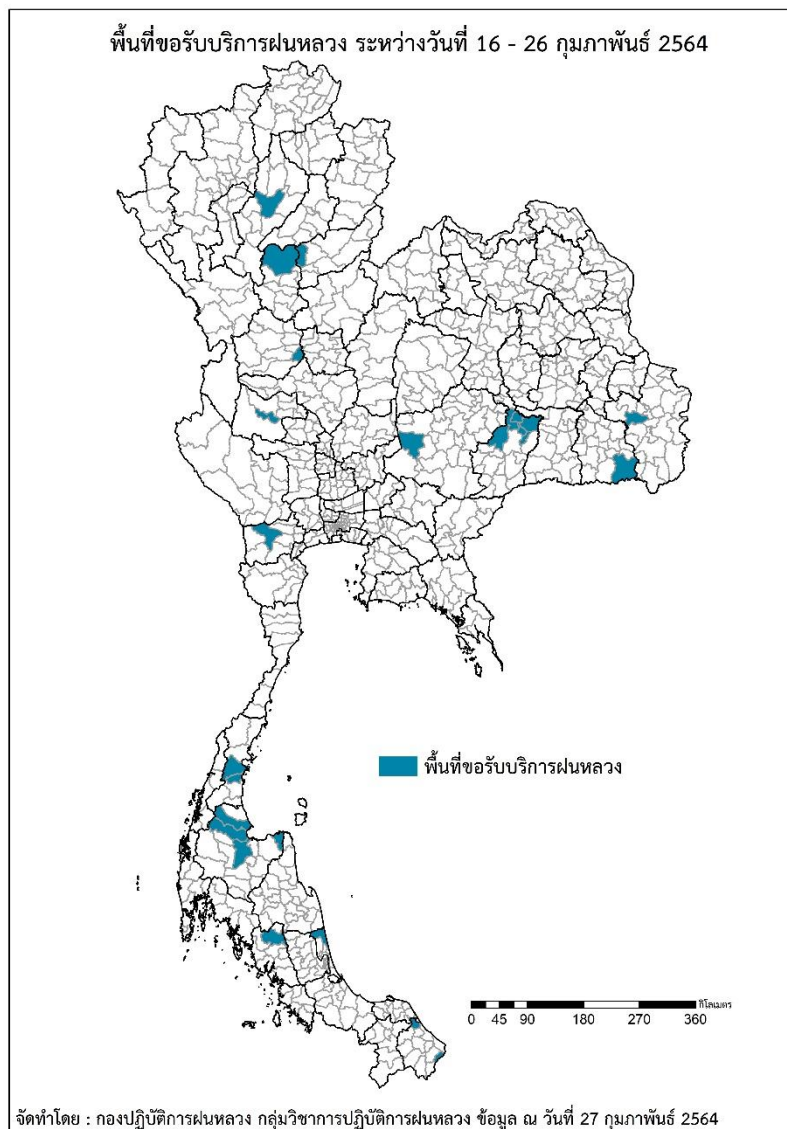 พื้นที่ขอรับบริการฝนหลวง ระหว่างวันที่ 16 - 26 กุมภาพันธ์ 2564
พื้นที่ขอรับบริการฝนหลวง
กิโลเมตร
0 45 90 180 270 360
จัดทำโดย : กองปฏิบัติการฝนหลวง กลุ่มวิชาการปฏิบัติการฝนหลวง ข้อมูล ณ วันที่ 27 กุมภาพันธ์ 2564